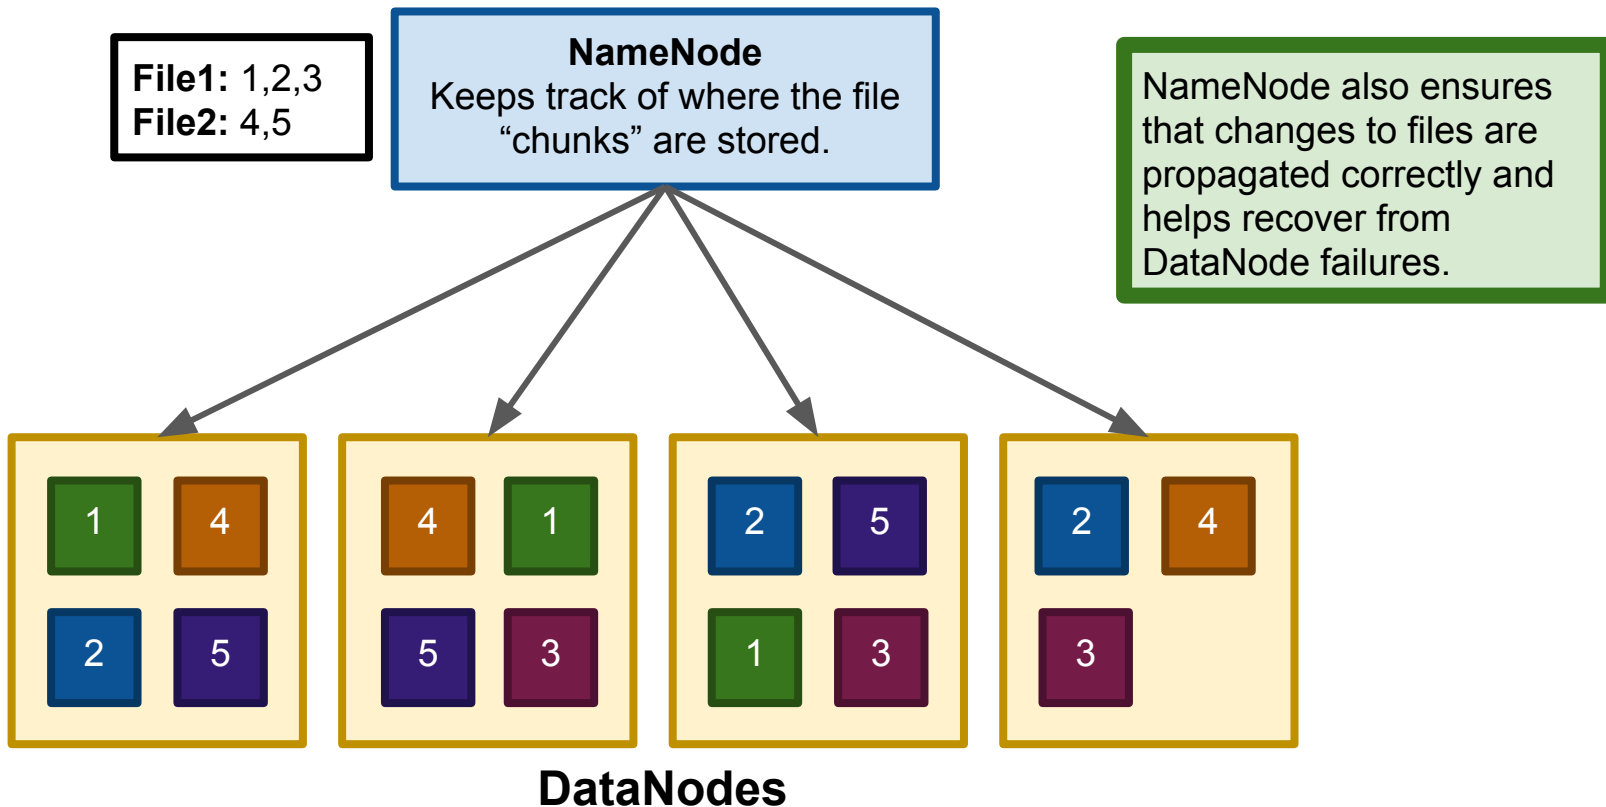 File1: 1,2,3
File2: 4,5
NameNode
Keeps track of where the file
“chunks” are stored.
NameNode also ensures
that changes to files are
propagated correctly and
helps recover from
DataNode failures.
1 4
2 5
4 1
5 3
2 5
1 3
2 4
3
DataNodes